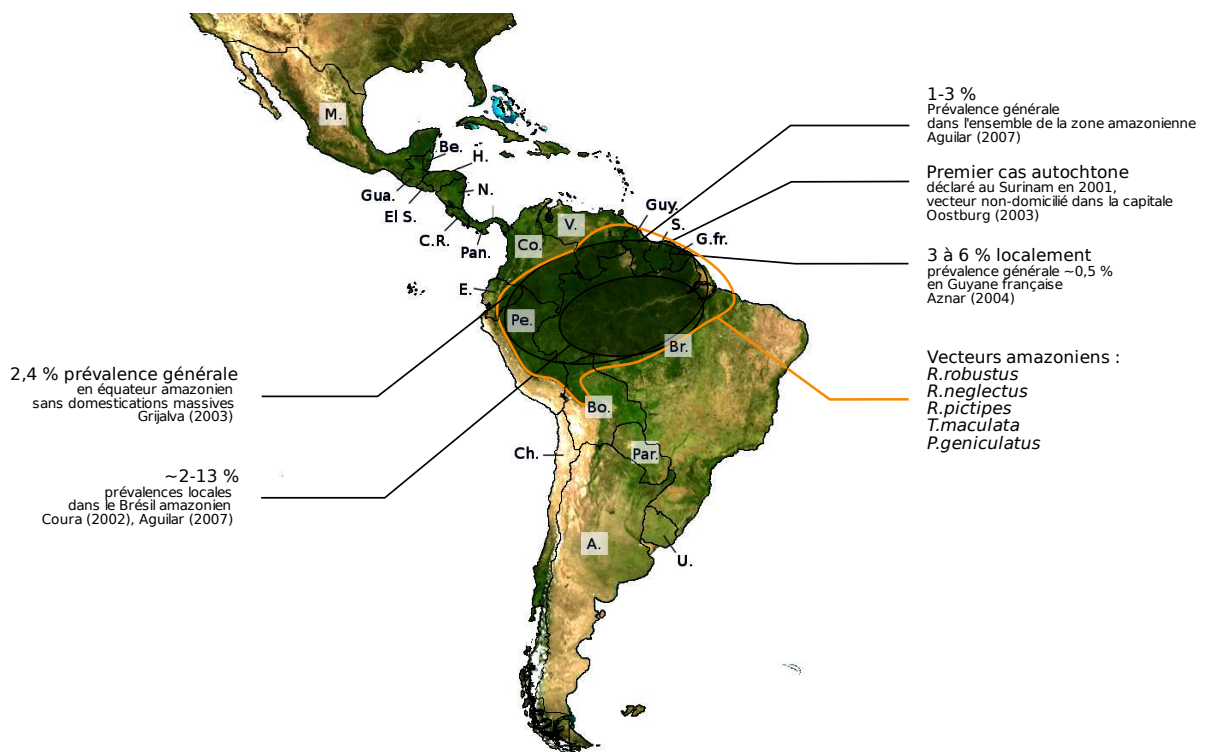 M.
Be.
H.
Gua.
N.
El S.
C.R.
Pan.
V.
Co.
Guy.
S.
G.fr.
E.
Pe.
Br.
Bo.
Ch.
Par.
A.
U.
1-3 %
Prévalence générale
dans l'ensemble de la zone amazonienne
Aguilar (2007)
Premier cas autochtone
déclaré au Surinam en 2001,
vecteur non-domicilié dans la capitale
Oostburg (2003)
3 à 6 % localement
prévalence générale ~0,5 %
en Guyane française
Aznar (2004)
Vecteurs amazoniens :
R.robustus
R.neglectus
R.pictipes
T.maculata
P.geniculatus
2,4 % prévalence générale
en équateur amazonien
sans domestications massives
Grijalva (2003)
~2-13 %
prévalences locales
dans le Brésil amazonien
Coura (2002), Aguilar (2007)